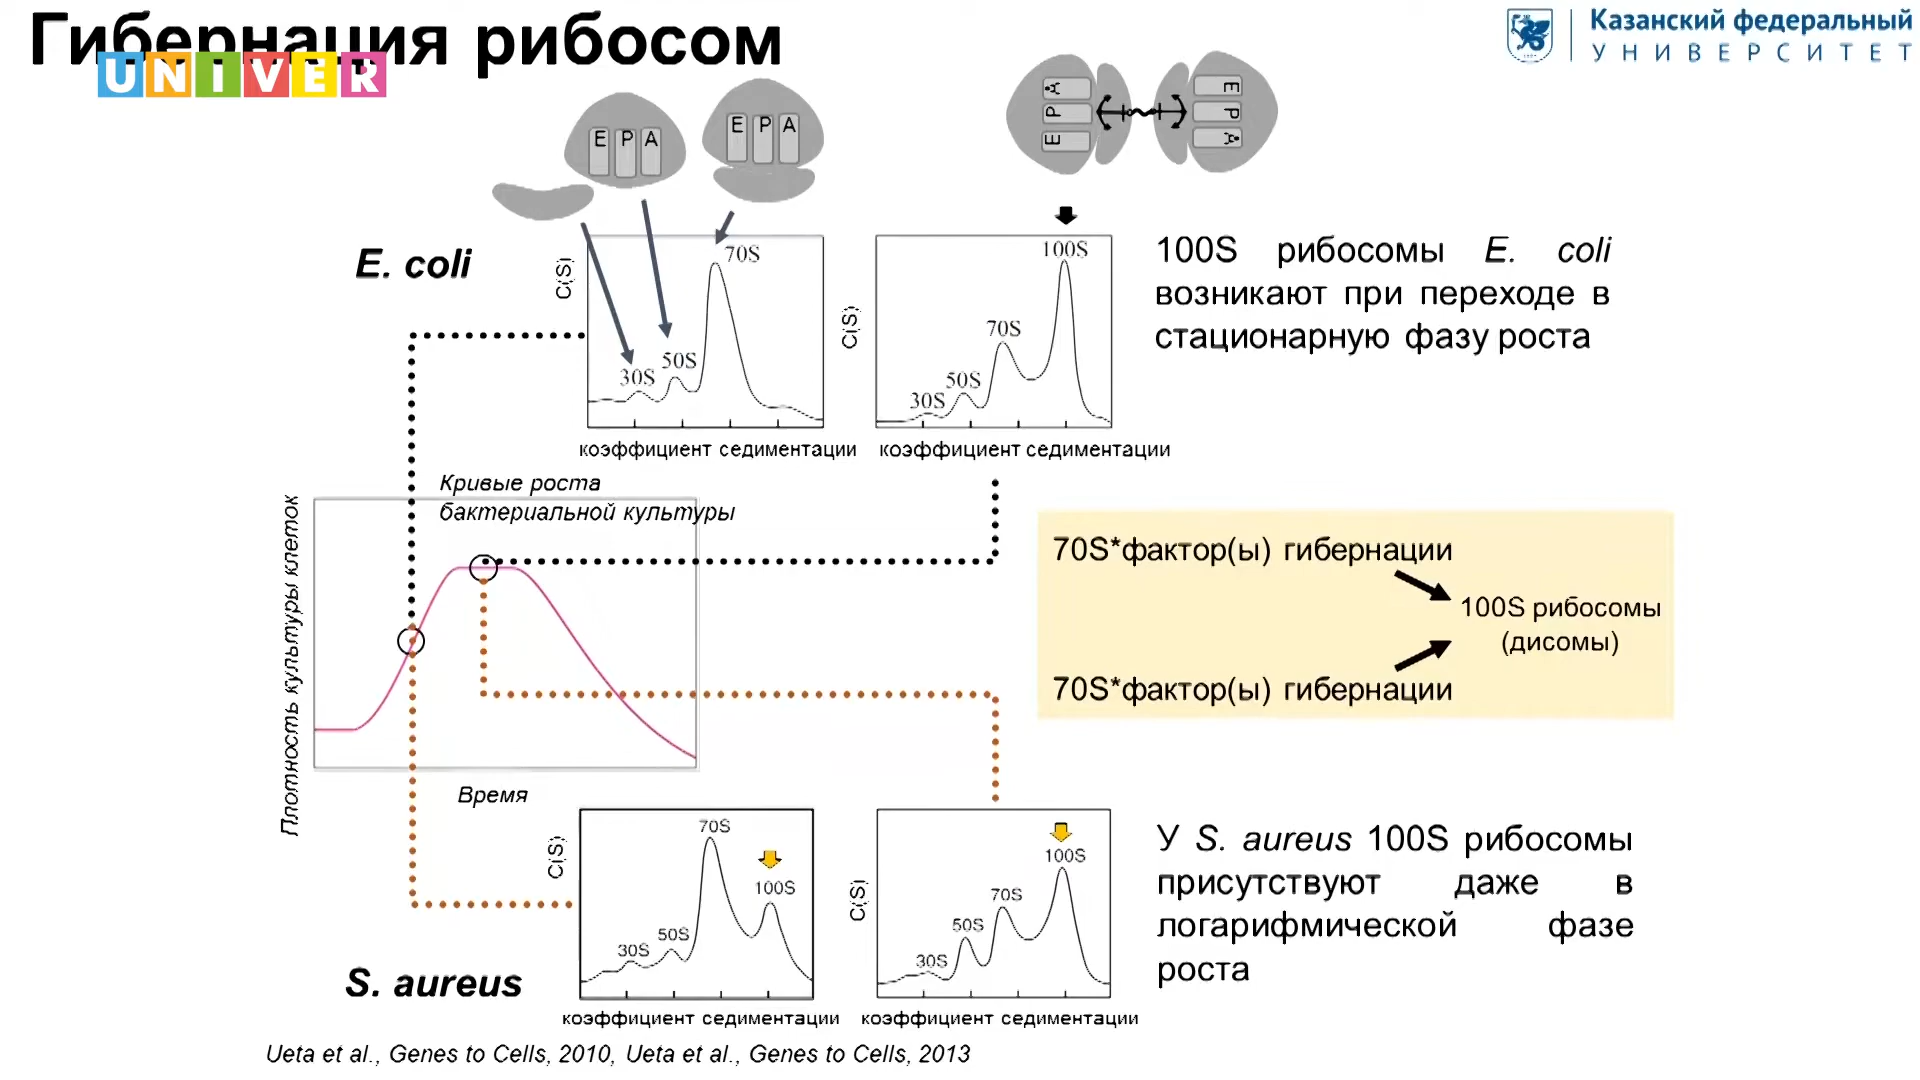 Гибернация рибосом
UNIVER
Казанский федеральный
УНИВЕРСИТЕТ
E P A
E P A
E P A
E P A
E. coli
C(S)
30S
50S
70S
коэффициент седиментации
C(S)
30S
50S
70S
100S
коэффициент седиментации
100S рибосомы E. coli
возникают при переходе в
стационарную фазу роста
Кривые роста
бактериальной культуры
Плотность культуры клеток
Время
70S*фактор(ы) гибернации
100S рибосомы
(дисомы)
70S*фактор(ы) гибернации
S. aureus
C(S)
30S
50S
70S
100S
коэффициент седиментации
C(S)
30S
50S
70S
100S
коэффициент седиментации
У S. aureus 100S рибосомы
присутствуют даже в
логарифмической фазе
роста
Ueta et al., Genes to Cells, 2010, Ueta et al., Genes to Cells, 2013